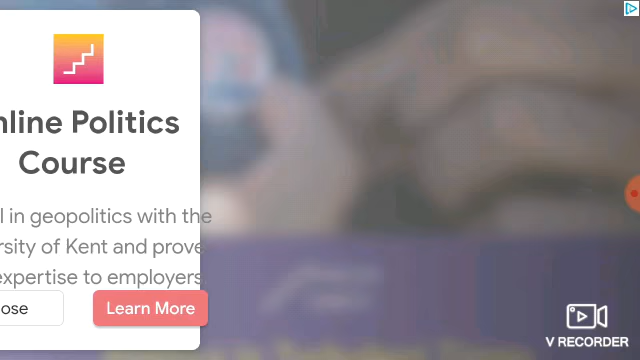 nline Politics
Course
l in geopolitics with the
rsity of Kent and prove
expertise to employers
ose
Learn More
V RECORDER